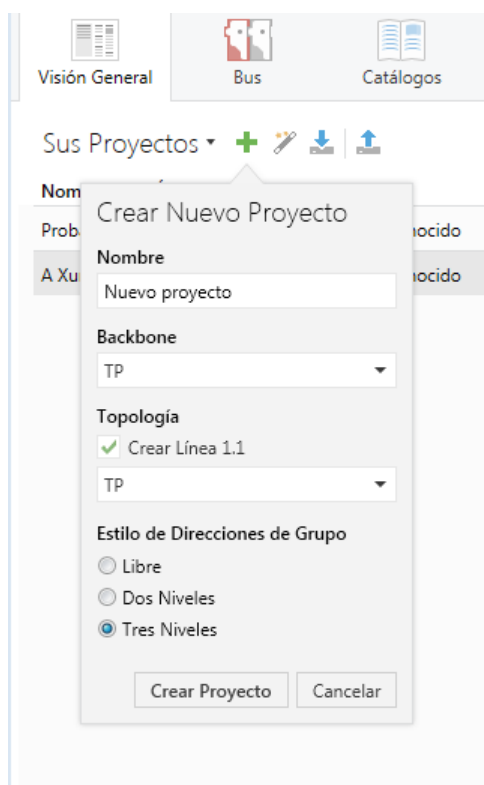 Visión General Bus Catálogos
Sus Proyectos
Crear Nuevo Proyecto
Nombre
Nuevo proyecto
Backbone
TP
Topología
Crear Línea 1.1
TP
Estilo de Direcciones de Grupo
Libre
Dos Niveles
Tres Niveles
Crear Proyecto Cancelar